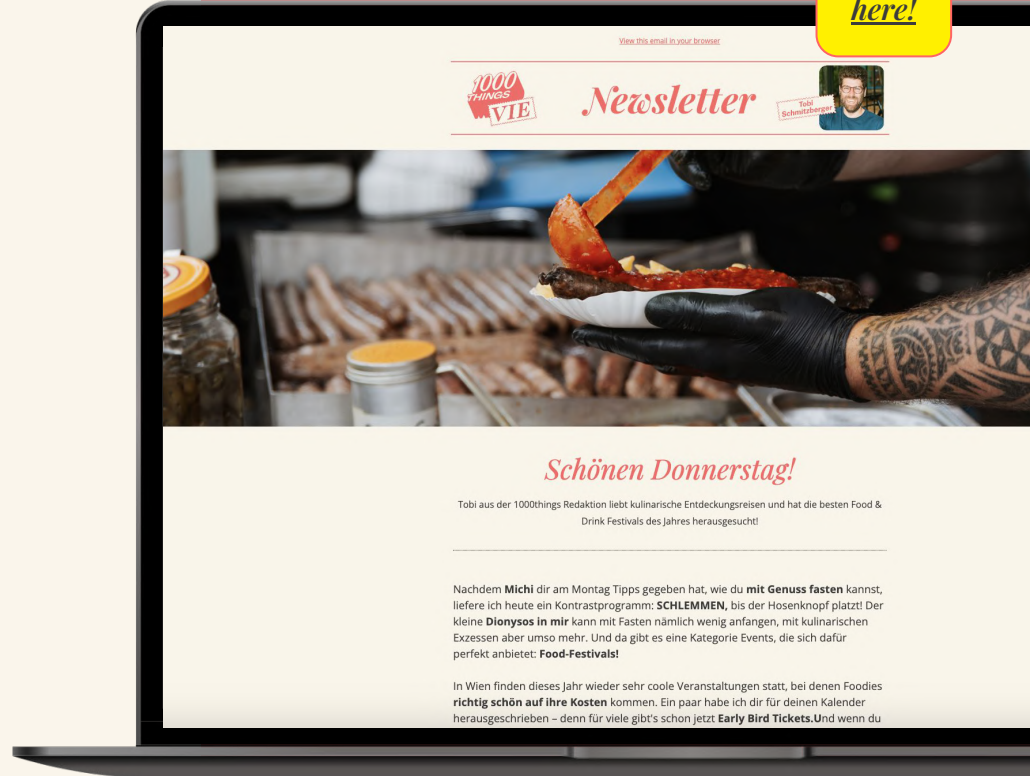 here!
View this email in your browser
1000
THINGS
VIE
Newsletter
Tobi
Schmitzberger
Schönen Donnerstag!
Tobi aus der 1000things Redaktion liebt kulinarische Entdeckungsreisen und hat die besten Food &
Drink Festivals des Jahres herausgesucht!
Nachdem Michi dir am Montag Tipps gegeben hat, wie du mit Genuss fasten kannst,
liefere ich heute ein Kontrastprogramm: SCHLEMMEN, bis der Hosenknopf platzt! Der
kleine Dionysos in mir kann mit Fasten nämlich wenig anfangen, mit kulinarischen
Exzessen aber umso mehr. Und da gibt es eine Kategorie Events, die sich dafür
perfekt anbietet: Food-Festivals!
In Wien finden dieses Jahr wieder sehr coole Veranstaltungen statt, bei denen Foodies
richtig schön auf ihre Kosten kommen. Ein paar habe ich dir für deinen Kalender
herausgeschrieben – denn für viele gibt's schon jetzt Early Bird Tickets.Und wenn du